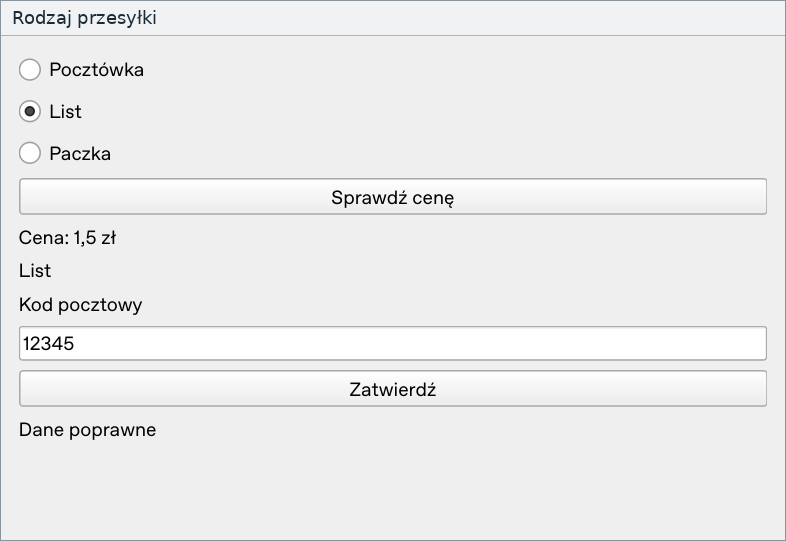 Rodzaj przesyłki
Pocztówka
List
Paczka
Sprawdź cenę
Cena: 1,5 zł
List
Kod pocztowy
12345
Zatwierdź
Dane poprawne